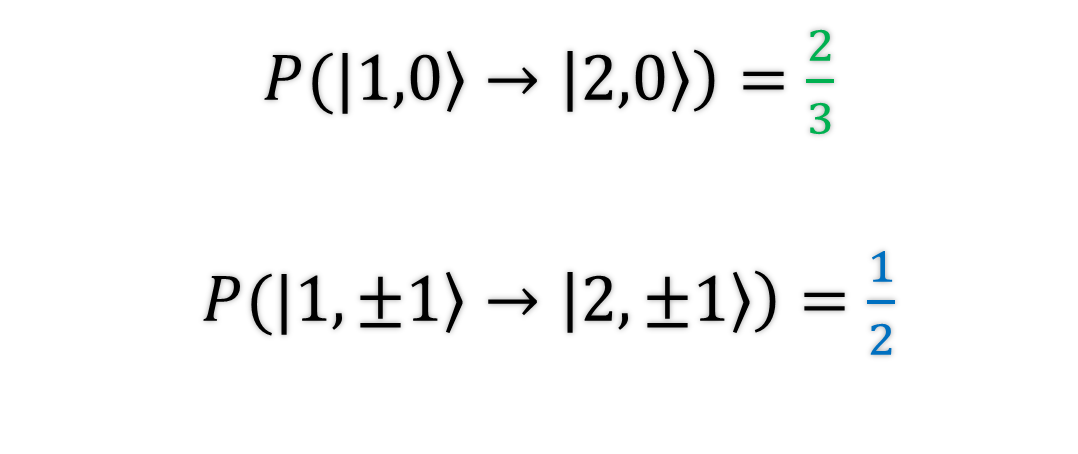 P(|1,0⟩ → |2,0⟩) = 2/3
P(|1, ±1⟩ → |2, ±1⟩) = 1/2